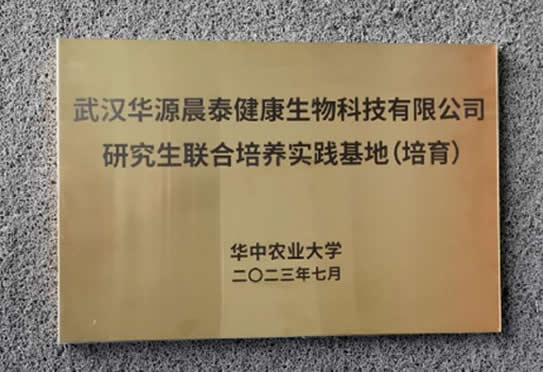 武汉华源晨泰健康生物科技有限公司
研究生联合培养实践基地(培育)
华中农业大学
二〇二三年七月